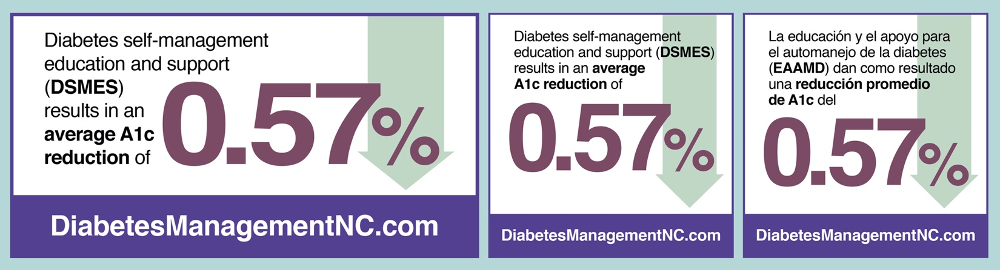 Diabetes self-management
education and support
(DSMES)
results in an
average A1c
reduction of
0.57%
DiabetesManagementNC.com
Diabetes self-management
education and support (DSMES)
results in an average
A1c reduction of
0.57%
DiabetesManagementNC.com
La educación y el apoyo para
el automanejo de la diabetes
(EAAMD) dan como resultado
una reducción promedio
de A1c del
0.57%
DiabetesManagementNC.com